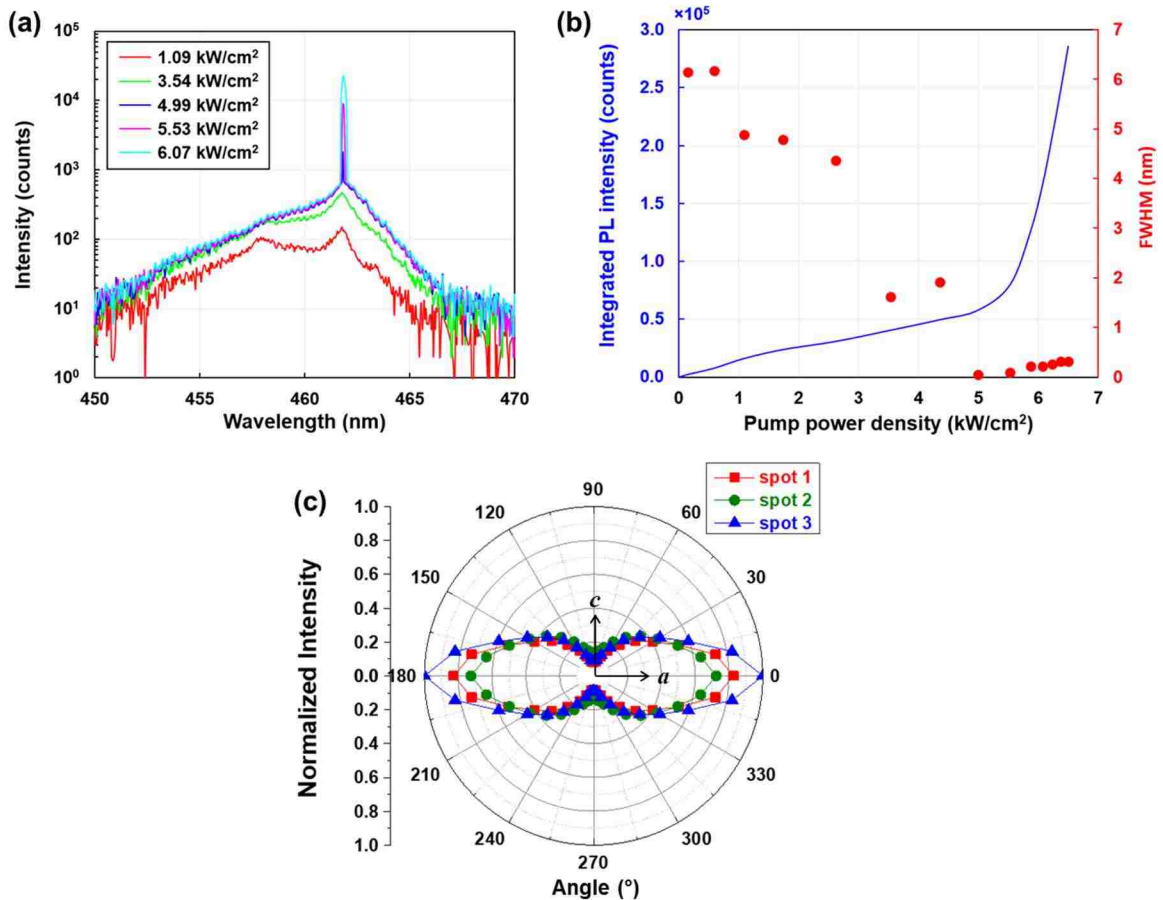 (a)
10⁵
10⁴
10³
10²
10¹
10⁰
Intensity (counts)
1.09 kW/cm²
3.54 kW/cm²
4.99 kW/cm²
5.53 kW/cm²
6.07 kW/cm²
450
455
460
465
470
Wavelength (nm)
(b)
×10⁵
3.0
2.5
2.0
1.5
1.0
0.5
0.0
Integrated PL intensity (counts)
7
6
5
4
3
2
1
0
FWHM (nm)
0
1
2
3
4
5
6
7
Pump power density (kW/cm²)
(c)
spot 1
spot 2
spot 3
1.0
0.8
0.6
0.4
0.2
0.0
0.2
0.4
0.6
0.8
1.0
Normalized Intensity
90
120
60
150
30
c
a
180
0
210
330
240
300
270
Angle (°)